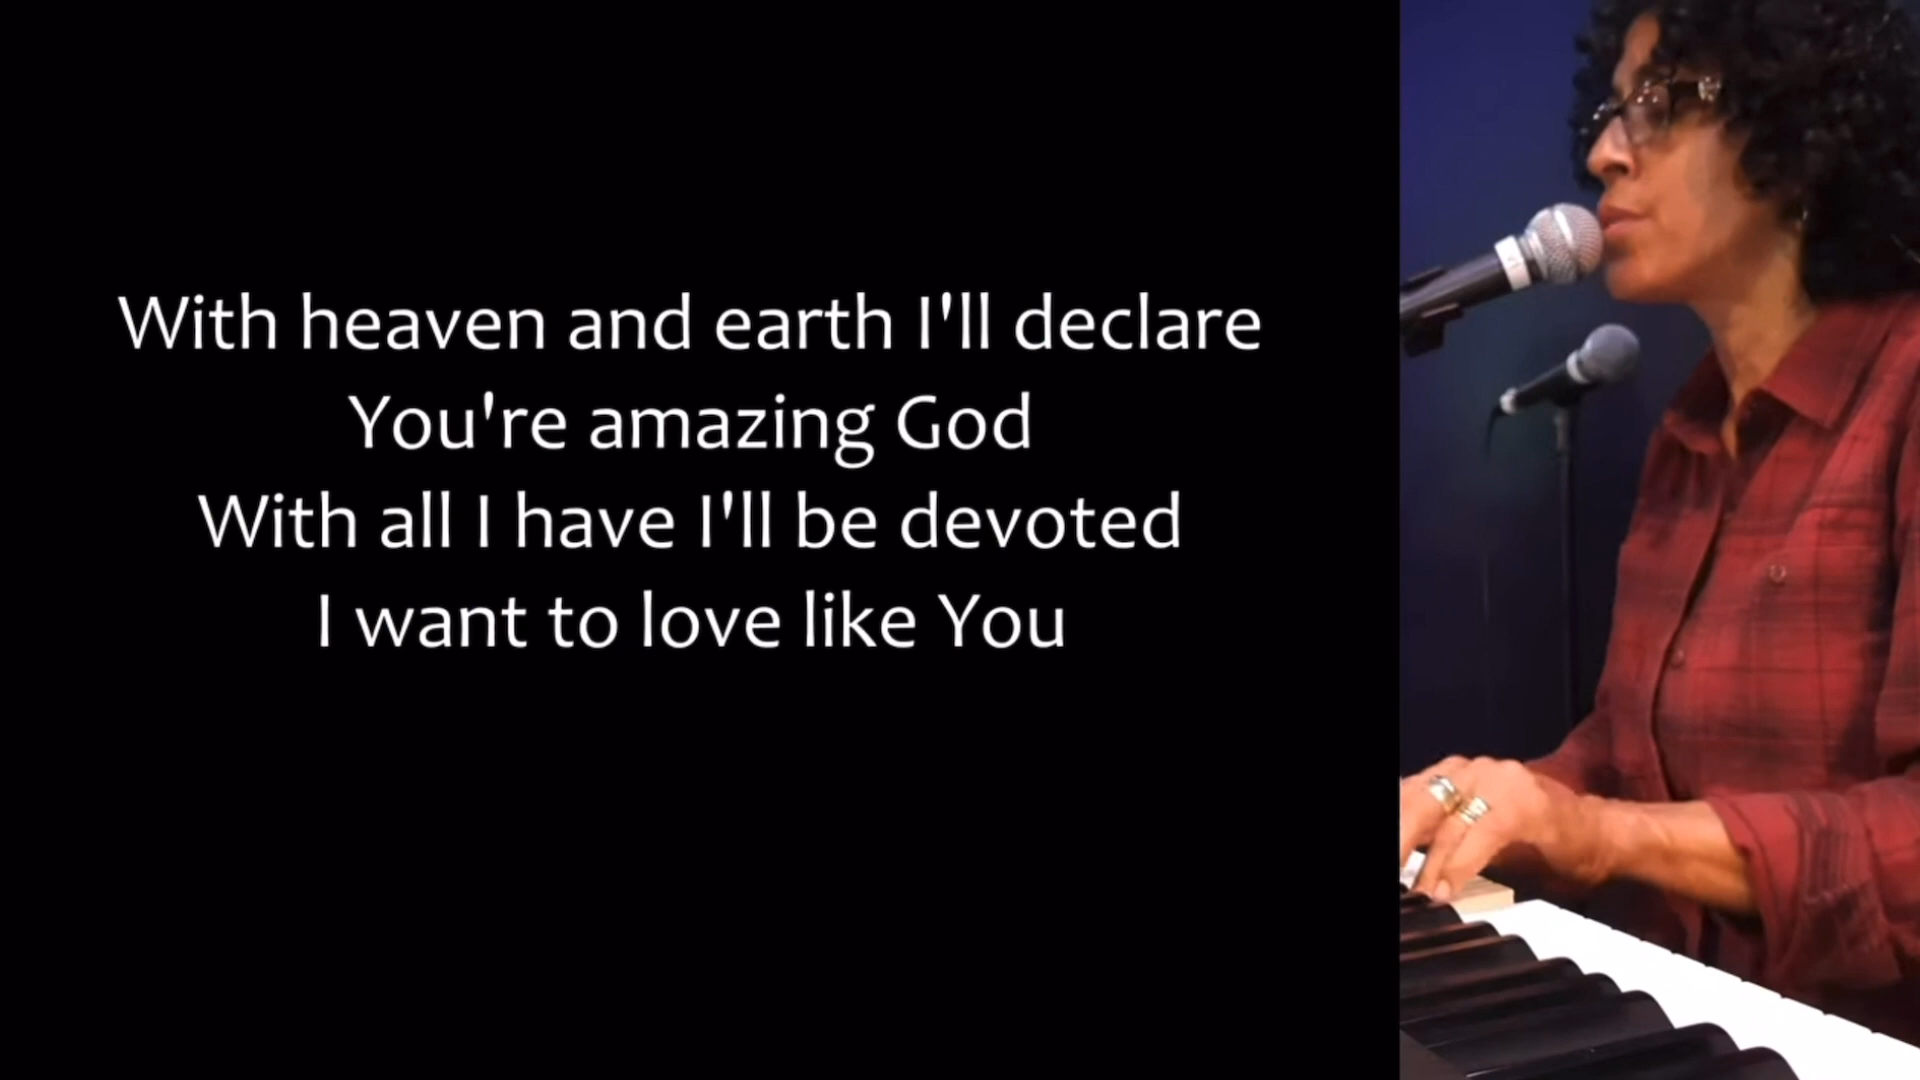 With heaven and earth I'll declare
You're amazing God
With all I have I'll be devoted
I want to love like You